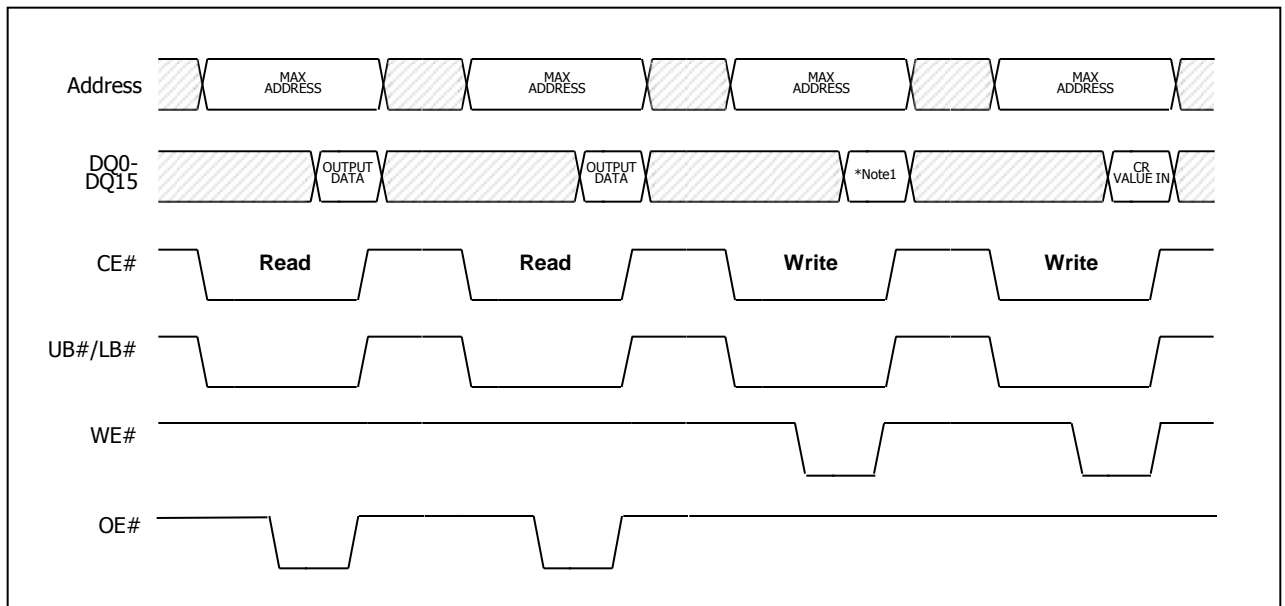 Address
MAX
ADDRESS
MAX
ADDRESS
MAX
ADDRESS
MAX
ADDRESS
DQ0-
DQ15
OUTPUT
DATA
OUTPUT
DATA
*Note1
CR
VALUE IN
CE#
Read
Read
Write
Write
UB#/LB#
WE#
OE#